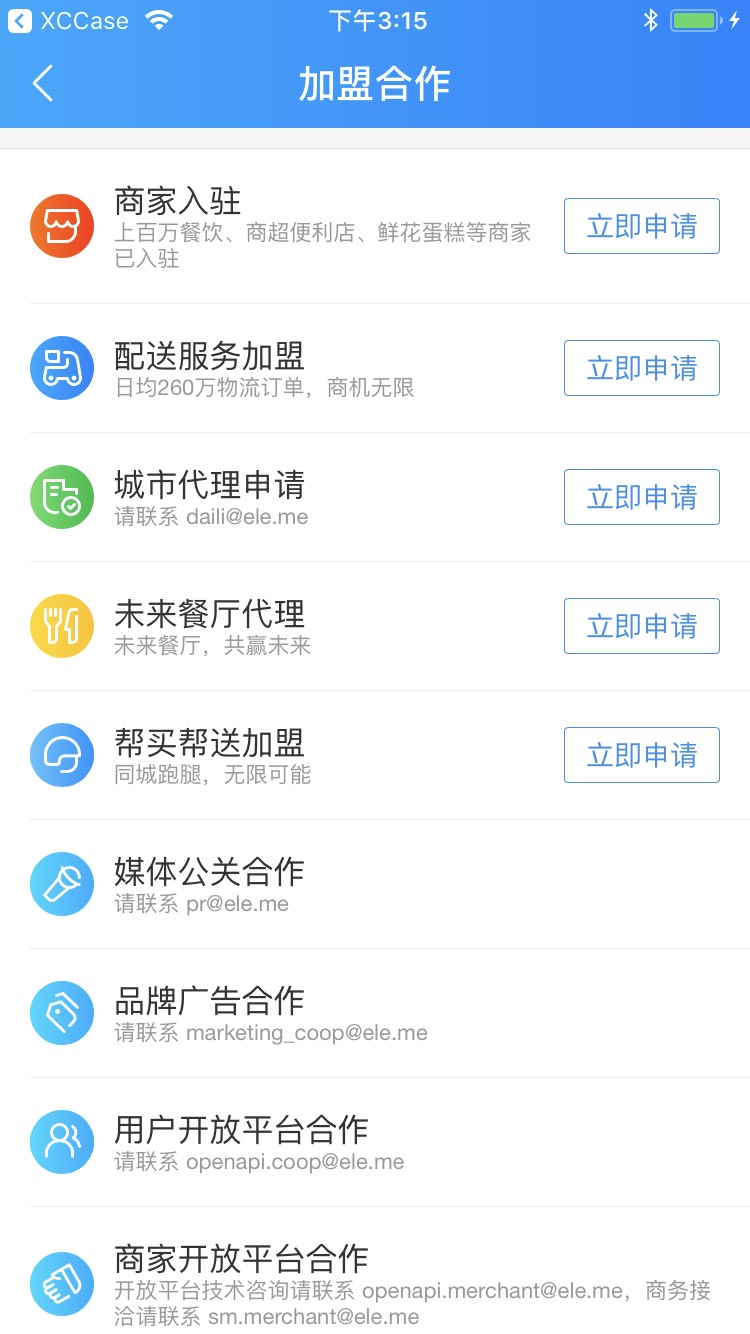 XCCase
下午3:15
加盟合作
商家入驻
上百万餐饮、商超便利店、鲜花蛋糕等商家
已入驻
立即申请
配送服务加盟
日均260万物流订单，商机无限
立即申请
城市代理申请
请联系 daili@ele.me
立即申请
未来餐厅代理
未来餐厅，共赢未来
立即申请
帮买帮送加盟
同城跑腿，无限可能
立即申请
媒体公关合作
请联系 pr@ele.me
品牌广告合作
请联系 marketing_coop@ele.me
用户开放平台合作
请联系 openapi.coop@ele.me
商家开放平台合作
开放平台技术咨询请联系 openapi.merchant@ele.me，商务接
洽请联系 sm.merchant@ele.me